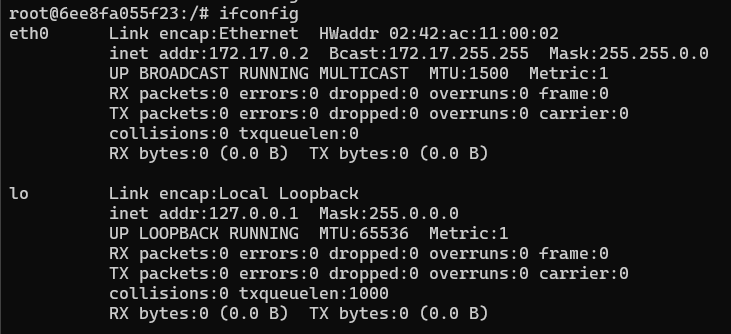 root@6ee8fa055f23:/# ifconfig
eth0      Link encap:Ethernet  HWaddr 02:42:ac:11:00:02
          inet addr:172.17.0.2  Bcast:172.17.255.255  Mask:255.255.0.0
          UP BROADCAST RUNNING MULTICAST  MTU:1500  Metric:1
          RX packets:0 errors:0 dropped:0 overruns:0 frame:0
          TX packets:0 errors:0 dropped:0 overruns:0 carrier:0
          collisions:0 txqueuelen:0
          RX bytes:0 (0.0 B)  TX bytes:0 (0.0 B)

lo        Link encap:Local Loopback
          inet addr:127.0.0.1  Mask:255.0.0.0
          UP LOOPBACK RUNNING  MTU:65536  Metric:1
          RX packets:0 errors:0 dropped:0 overruns:0 frame:0
          TX packets:0 errors:0 dropped:0 overruns:0 carrier:0
          collisions:0 txqueuelen:1000
          RX bytes:0 (0.0 B)  TX bytes:0 (0.0 B)